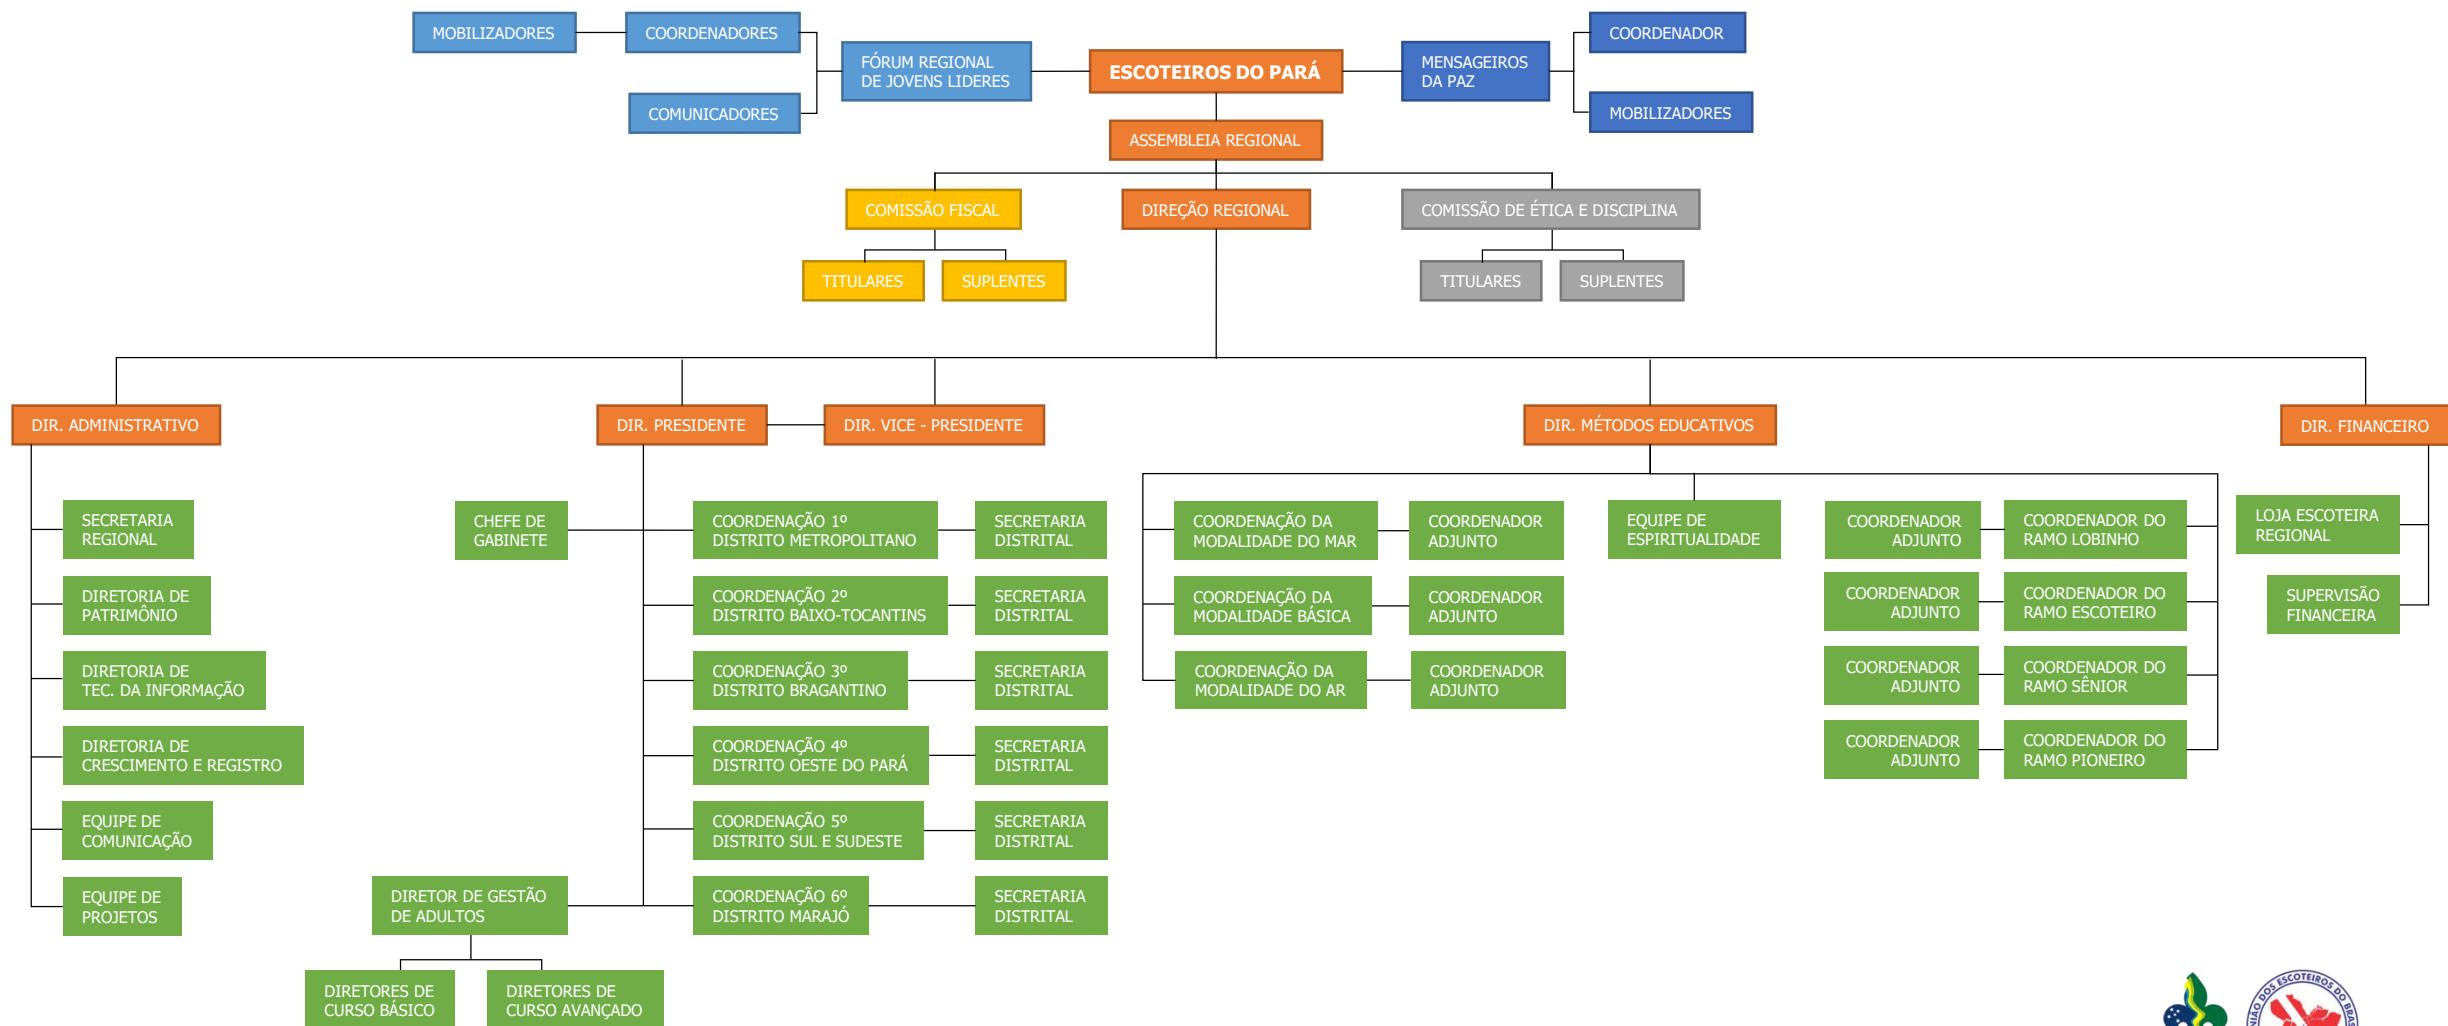 MOBILIZADORES
COORDENADORES
COMUNICADORES
FÓRUM REGIONAL
DE JOVENS LIDERES
ESCOTEIROS DO PARÁ
MENSAGEIROS
DA PAZ
COORDENADOR
MOBILIZADORES
ASSEMBLEIA REGIONAL
COMISSÃO FISCAL
DIREÇÃO REGIONAL
COMISSÃO DE ÉTICA E DISCIPLINA
TITULARES
SUPLENTES
TITULARES
SUPLENTES
DIR. ADMINISTRATIVO
DIR. PRESIDENTE
DIR. VICE - PRESIDENTE
DIR. MÉTODOS EDUCATIVOS
DIR. FINANCEIRO
SECRETARIA
REGIONAL
DIRETORIA DE
PATRIMÔNIO
DIRETORIA DE
TEC. DA INFORMAÇÃO
DIRETORIA DE
CRESCIMENTO E REGISTRO
EQUIPE DE
COMUNICAÇÃO
EQUIPE DE
PROJETOS
CHEFE DE
GABINETE
DIRETOR DE GESTÃO
DE ADULTOS
DIRETORES DE
CURSO BÁSICO
DIRETORES DE
CURSO AVANÇADO
COORDENAÇÃO 1º
DISTRITO METROPOLITANO
SECRETARIA
DISTRITAL
COORDENAÇÃO 2º
DISTRITO BAIXO-TOCANTINS
SECRETARIA
DISTRITAL
COORDENAÇÃO 3º
DISTRITO BRAGANTINO
SECRETARIA
DISTRITAL
COORDENAÇÃO 4º
DISTRITO OESTE DO PARÁ
SECRETARIA
DISTRITAL
COORDENAÇÃO 5º
DISTRITO SUL E SUDESTE
SECRETARIA
DISTRITAL
COORDENAÇÃO 6º
DISTRITO MARAJÓ
SECRETARIA
DISTRITAL
COORDENAÇÃO DA
MODALIDADE DO MAR
COORDENADOR
ADJUNTO
COORDENAÇÃO DA
MODALIDADE BÁSICA
COORDENADOR
ADJUNTO
COORDENAÇÃO DA
MODALIDADE DO AR
COORDENADOR
ADJUNTO
EQUIPE DE
ESPIRITUALIDADE
COORDENADOR
ADJUNTO
COORDENADOR DO
RAMO LOBINHO
COORDENADOR
ADJUNTO
COORDENADOR DO
RAMO ESCOTEIRO
COORDENADOR
ADJUNTO
COORDENADOR DO
RAMO SÊNIOR
COORDENADOR
ADJUNTO
COORDENADOR DO
RAMO PIONEIRO
LOJA ESCOTEIRA
REGIONAL
SUPERVISÃO
FINANCEIRA
DOS ESCOTEIROS DO